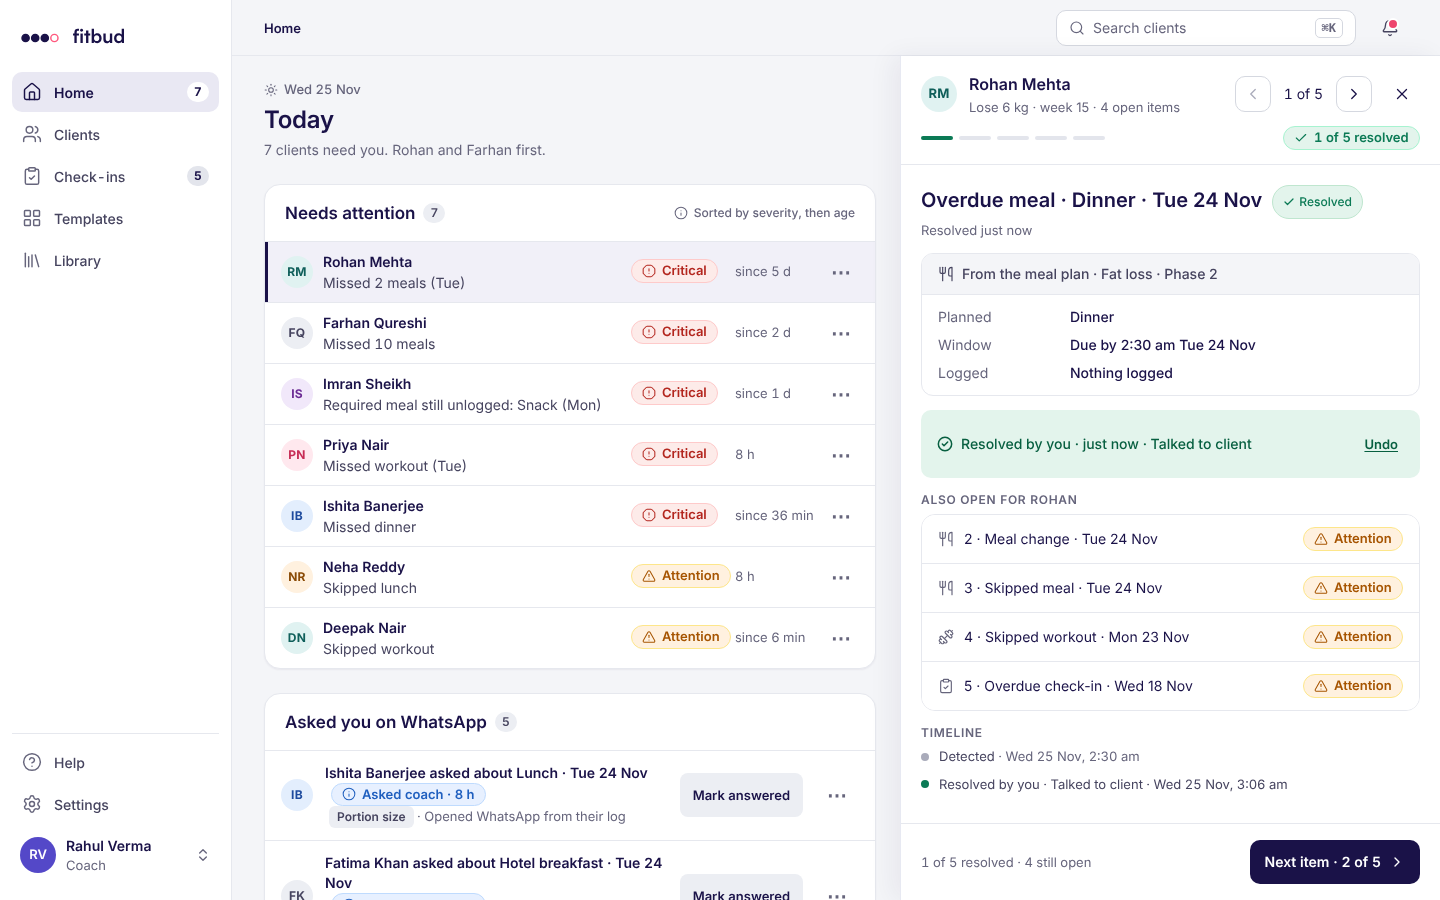 fitbud
Home 7
Clients
Check-ins 5
Templates
Library
Help
Settings
RV Rahul Verma
Coach
Home
Search clients ⌘K
Wed 25 Nov
Today
7 clients need you. Rohan and Farhan first.
Needs attention 7
Sorted by severity, then age
RM Rohan Mehta
Missed 2 meals (Tue)
Critical since 5 d
FQ Farhan Qureshi
Missed 10 meals
Critical since 2 d
IS Imran Sheikh
Required meal still unlogged: Snack (Mon)
Critical since 1 d
PN Priya Nair
Missed workout (Tue)
Critical 8 h
IB Ishita Banerjee
Missed dinner
Critical since 36 min
NR Neha Reddy
Skipped lunch
Attention 8 h
DN Deepak Nair
Skipped workout
Attention since 6 min
Asked you on WhatsApp 5
IB Ishita Banerjee asked about Lunch · Tue 24 Nov
Asked coach · 8 h
Portion size · Opened WhatsApp from their log
Mark answered
FK Fatima Khan asked about Hotel breakfast · Tue 24
Nov
Mark answered
RM Rohan Mehta
Lose 6 kg · week 15 · 4 open items
1 of 5
1 of 5 resolved
Overdue meal · Dinner · Tue 24 Nov Resolved
Resolved just now
From the meal plan · Fat loss · Phase 2
Planned Dinner
Window Due by 2:30 am Tue 24 Nov
Logged Nothing logged
Resolved by you · just now · Talked to client Undo
ALSO OPEN FOR ROHAN
2 · Meal change · Tue 24 Nov Attention
3 · Skipped meal · Tue 24 Nov Attention
4 · Skipped workout · Mon 23 Nov Attention
5 · Overdue check-in · Wed 18 Nov Attention
TIMELINE
Detected · Wed 25 Nov, 2:30 am
Resolved by you · Talked to client · Wed 25 Nov, 3:06 am
1 of 5 resolved · 4 still open
Next item · 2 of 5